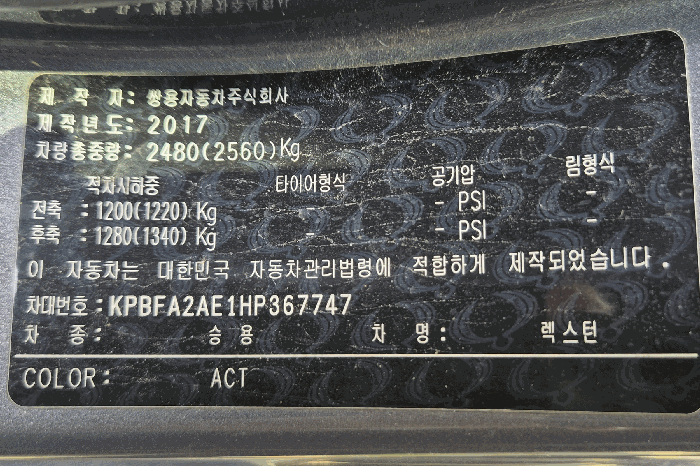 제 작 자: 쌍용자동차주식회사
제작년도: 2017
차량총중량: 2480(2560)Kg
적차시하중 타이어형식 공기압 림형식
전축 : 1200(1220) Kg - - PSI -
후축 : 1280(1340) Kg - - PSI -
이 자동차는 대한민국 자동차관리법령에 적합하게 제작되었습니다.
차대번호: KPBFA2AE1HP367747
차 종: 승용 차 명: 렉스턴
COLOR: ACT